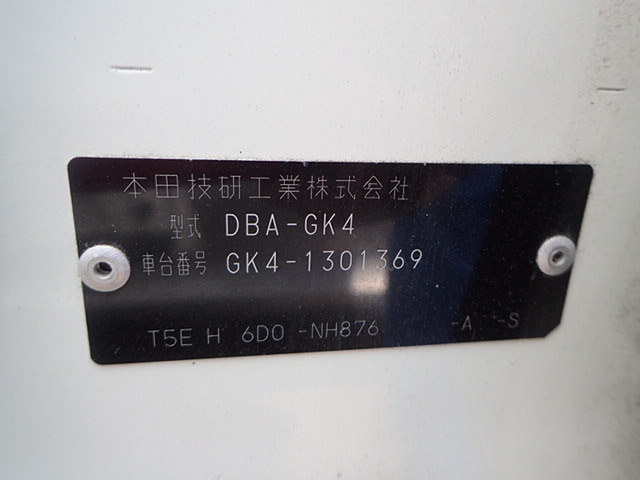 本田技研工業株式会社
型式 DBA-GK4
車台番号 GK4-1301369
T5E H 6D0 -NH876 -A -S